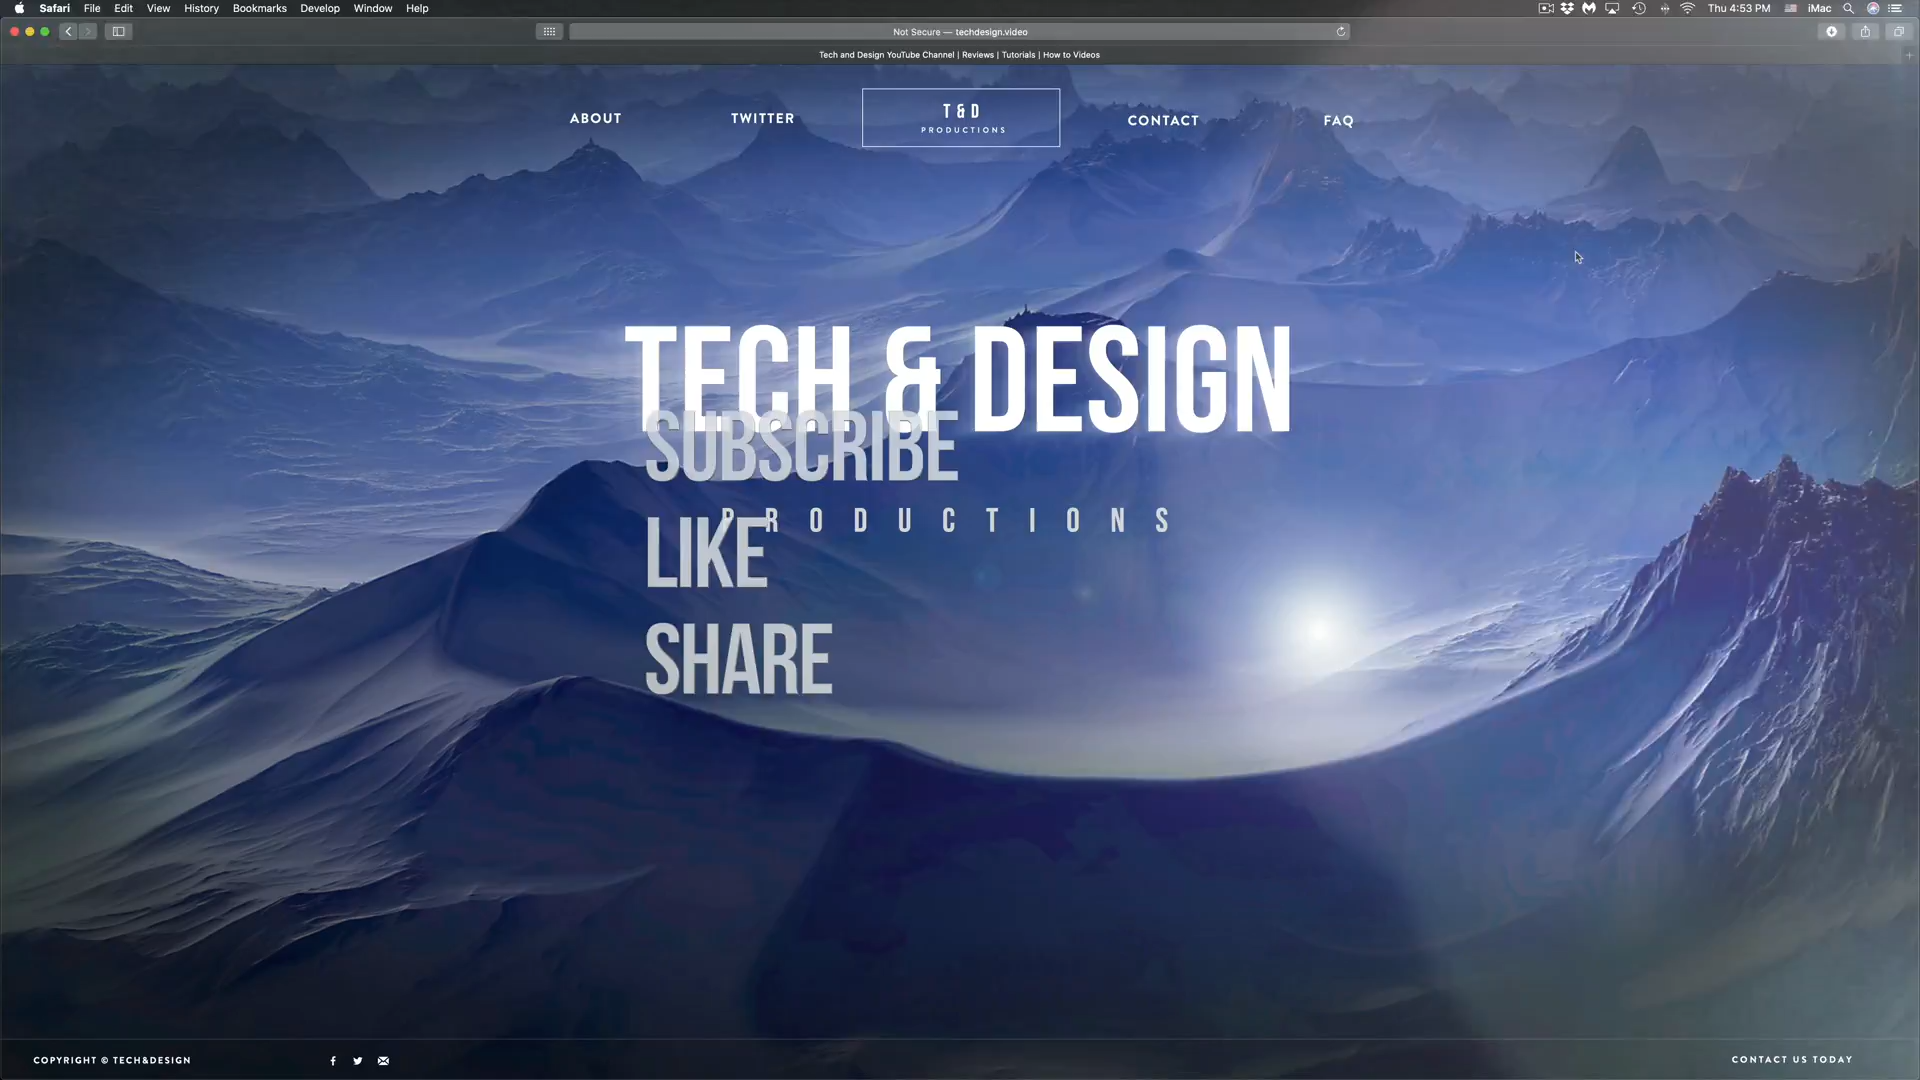 Safari File Edit View History Bookmarks Develop Window Help
Thu 4:53 PM iMac
Not Secure — techdesign.video
Tech and Design YouTube Channel | Reviews | Tutorials | How to Videos
ABOUT TWITTER T & D CONTACT FAQ
PRODUCTIONS
TECH & DESIGN
SUBSCRIBE
PRODUCTIONS
LIKE
SHARE
COPYRIGHT © TECH&DESIGN
CONTACT US TODAY